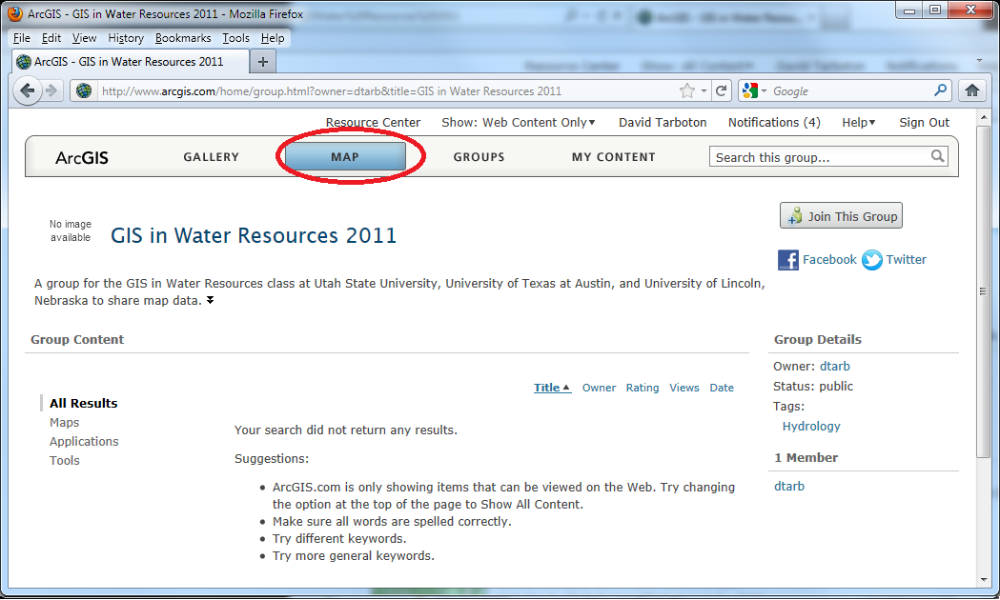 ArcGIS - GIS in Water Resources 2011 - Mozilla Firefox
File Edit View History Bookmarks Tools Help
ArcGIS - GIS in Water Resources 2011
http://www.arcgis.com/home/group.html?owner=dtarb&title=GIS in Water Resources 2011
Google
Resource Center Show: Web Content Only▾ David Tarboton Notifications (4) Help▾ Sign Out
ArcGIS GALLERY MAP GROUPS MY CONTENT Search this group...
No image
available
GIS in Water Resources 2011
Join This Group
Facebook Twitter
A group for the GIS in Water Resources class at Utah State University, University of Texas at Austin, and University of Lincoln,
Nebraska to share map data.
Group Content
Title ▲ Owner Rating Views Date
All Results
Maps
Applications
Tools
Your search did not return any results.
Suggestions:
• ArcGIS.com is only showing items that can be viewed on the Web. Try changing
the option at the top of the page to Show All Content.
• Make sure all words are spelled correctly.
• Try different keywords.
• Try more general keywords.
Group Details
Owner: dtarb
Status: public
Tags:
Hydrology
1 Member
dtarb